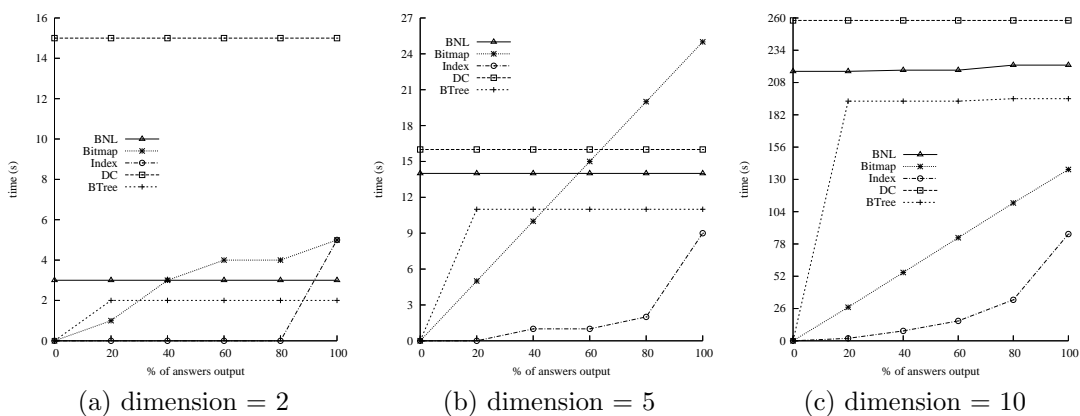 16
14
12
10
8
6
4
2
0
time (s)
BNL
Bitmap
Index
DC
BTree
0 20 40 60 80 100
% of answers output
(a) dimension = 2
27
24
21
18
15
12
9
6
3
0
time (s)
BNL
Bitmap
Index
DC
BTree
0 20 40 60 80 100
% of answers output
(b) dimension = 5
260
234
208
182
156
130
104
78
52
26
0
time (s)
BNL
Bitmap
Index
DC
BTree
0 20 40 60 80 100
% of answers output
(c) dimension = 10